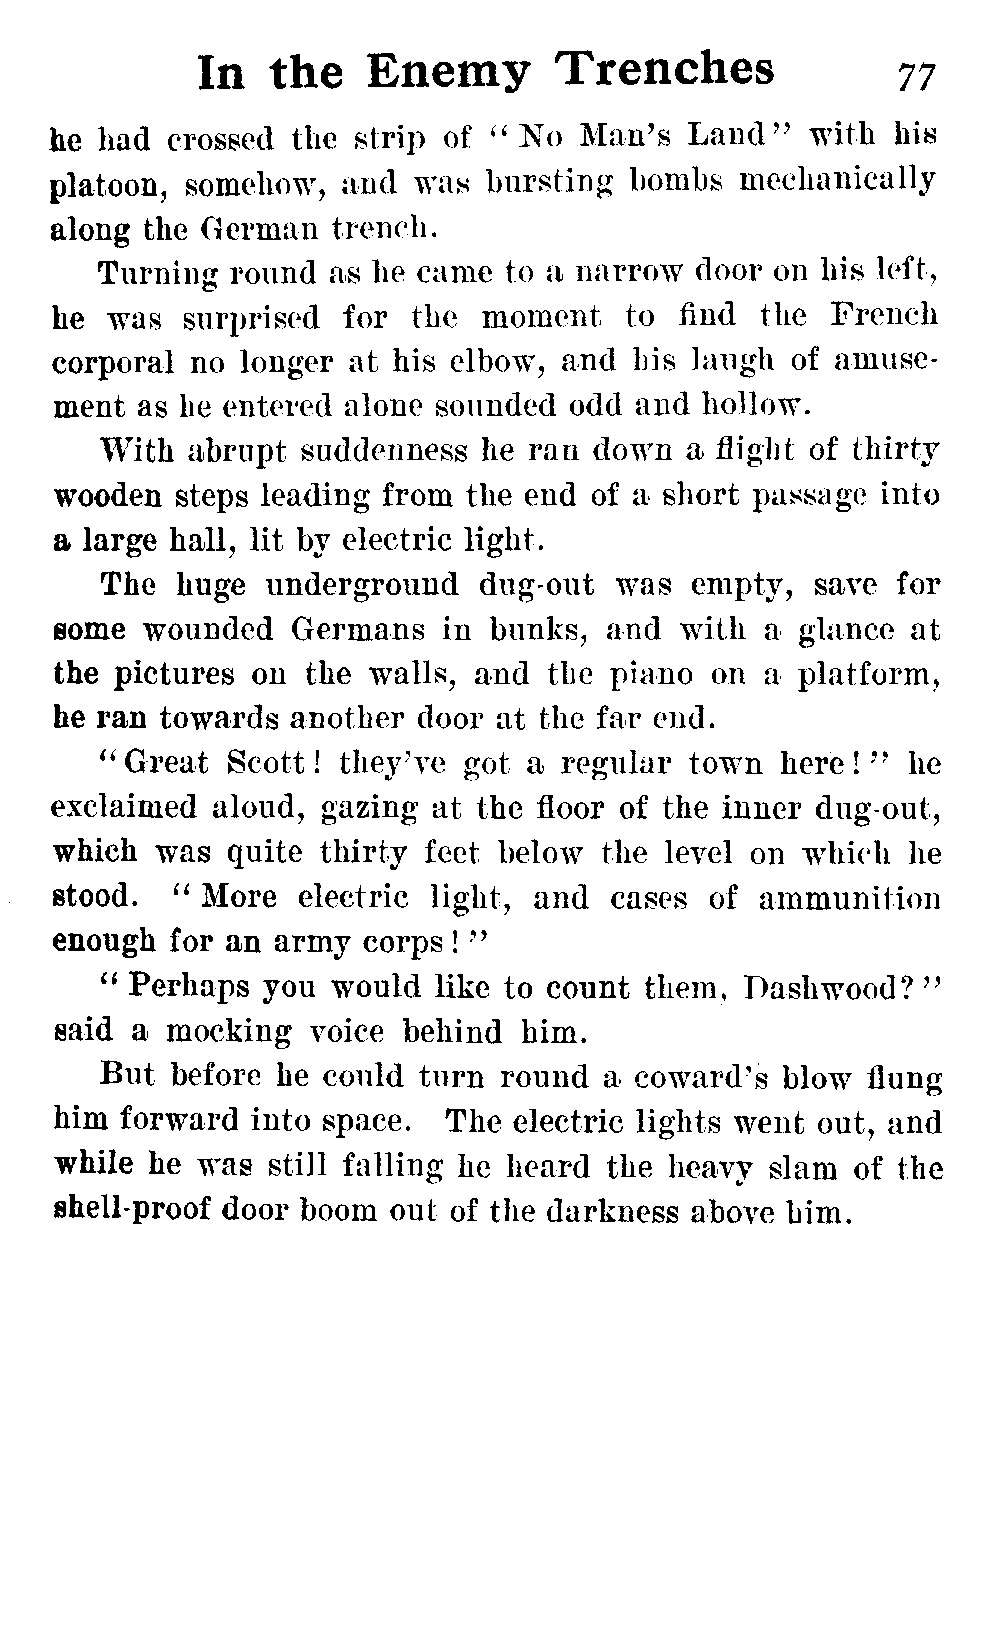 In the Enemy Trenches 77
he had crossed the strip of "No Man's Land" with his
platoon, somehow, and was bursting bombs mechanically
along the German trench.
Turning round as he came to a narrow door on his left,
he was surprised for the moment to find the French
corporal no longer at his elbow, and his laugh of amuse-
ment as he entered alone sounded odd and hollow.
With abrupt suddenness he ran down a flight of thirty
wooden steps leading from the end of a short passage into
a large hall, lit by electric light.
The huge underground dug-out was empty, save for
some wounded Germans in bunks, and with a glance at
the pictures on the walls, and the piano on a platform,
he ran towards another door at the far end.
"Great Scott! they've got a regular town here!" he
exclaimed aloud, gazing at the floor of the inner dug-out,
which was quite thirty feet below the level on which he
stood. "More electric light, and cases of ammunition
enough for an army corps!"
"Perhaps you would like to count them, Dashwood?"
said a mocking voice behind him.
But before he could turn round a coward's blow flung
him forward into space. The electric lights went out, and
while he was still falling he heard the heavy slam of the
shell-proof door boom out of the darkness above him.